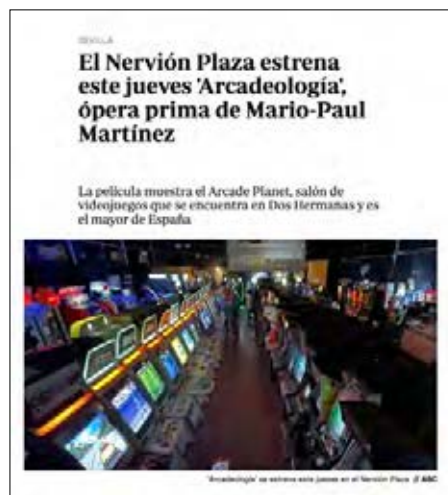 SEVILLA
El Nervión Plaza estrena
este jueves 'Arcadeología',
ópera prima de Mario-Paul
Martínez
La película muestra el Arcade Planet, salón de
videojuegos que se encuentra en Dos Hermanas y es
el mayor de España
'Arcadeología' se estrena este jueves en el Nervión Plaza // ABC